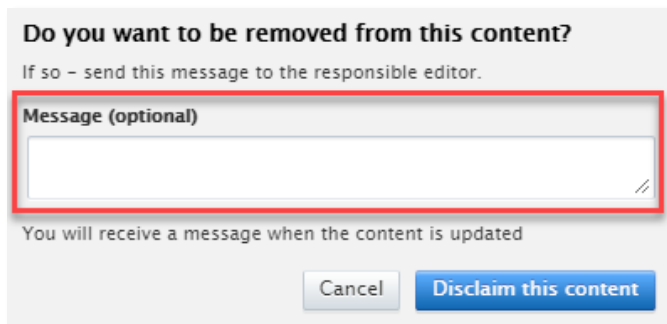 Do you want to be removed from this content?
If so – send this message to the responsible editor.
Message (optional)
You will receive a message when the content is updated
Cancel
Disclaim this content